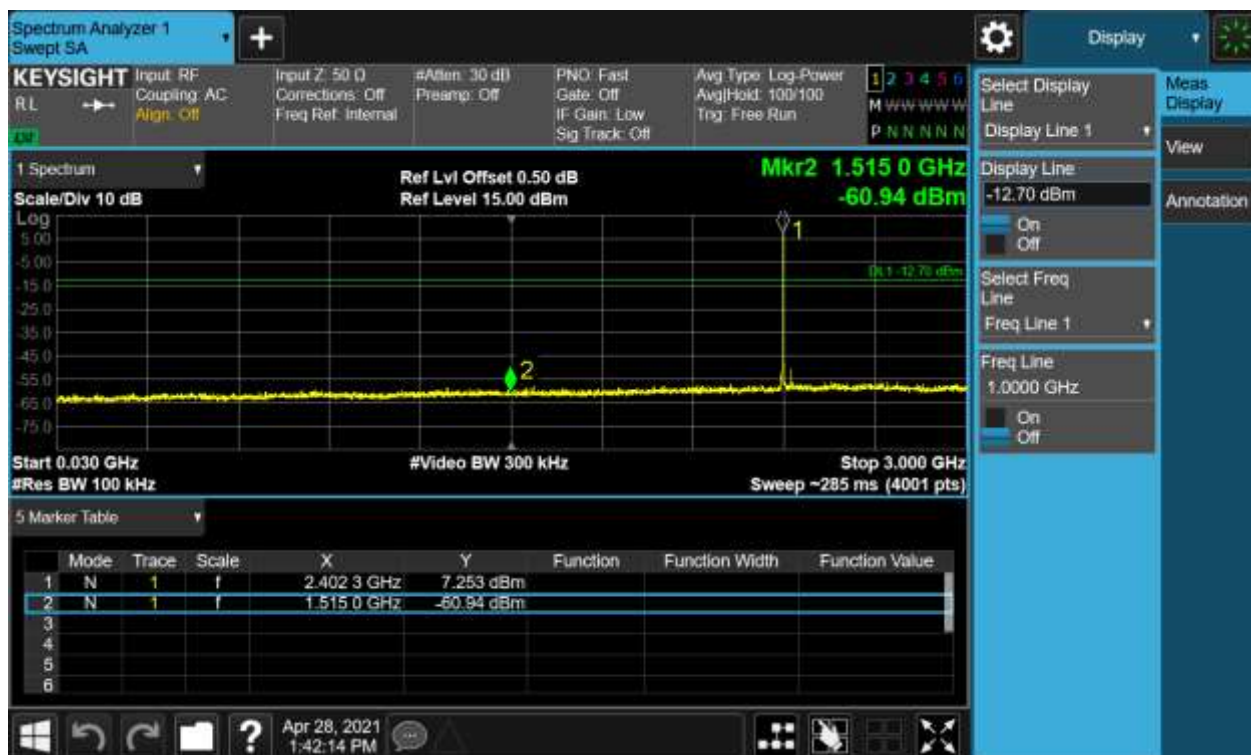 Spectrum Analyzer 1
Swept SA
Display
KEYSIGHT
RL
Input: RF
Coupling: AC
Align: Off
Input Z: 50 Ω
Corrections: Off
Freq Ref: Internal
#Atten: 30 dB
Preamp: Off
PNO: Fast
Gate: Off
IF Gain: Low
Sig Track: Off
Avg Type: Log-Power
Avg|Hold: 100/100
Trig: Free Run
1 2 3 4 5 6
M W W W W W
P N N N N N
1 Spectrum
Scale/Div 10 dB
Ref Lvl Offset 0.50 dB
Ref Level 15.00 dBm
Mkr2 1.515 0 GHz
-60.94 dBm
Log
5.00
-5.00
-15.0
-25.0
-35.0
-45.0
-55.0
-65.0
-75.0
1
DL1 -12.70 dBm
2
Start 0.030 GHz
#Res BW 100 kHz
#Video BW 300 kHz
Stop 3.000 GHz
Sweep ~285 ms (4001 pts)
5 Marker Table
Mode Trace Scale X Y Function Function Width Function Value
1 N 1 f 2.402 3 GHz 7.253 dBm
2 N 1 f 1.515 0 GHz -60.94 dBm
3
4
5
6
Apr 28, 2021
1:42:14 PM
Select Display
Line
Display Line 1
Display Line
-12.70 dBm
On
Off
Select Freq
Line
Freq Line 1
Freq Line
1.0000 GHz
On
Off
Meas
Display
View
Annotation